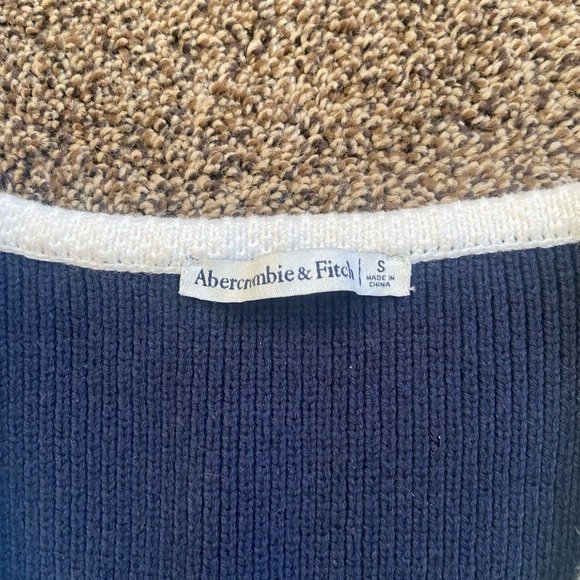 Abercrombie & Fitch
S
MADE IN
CHINA